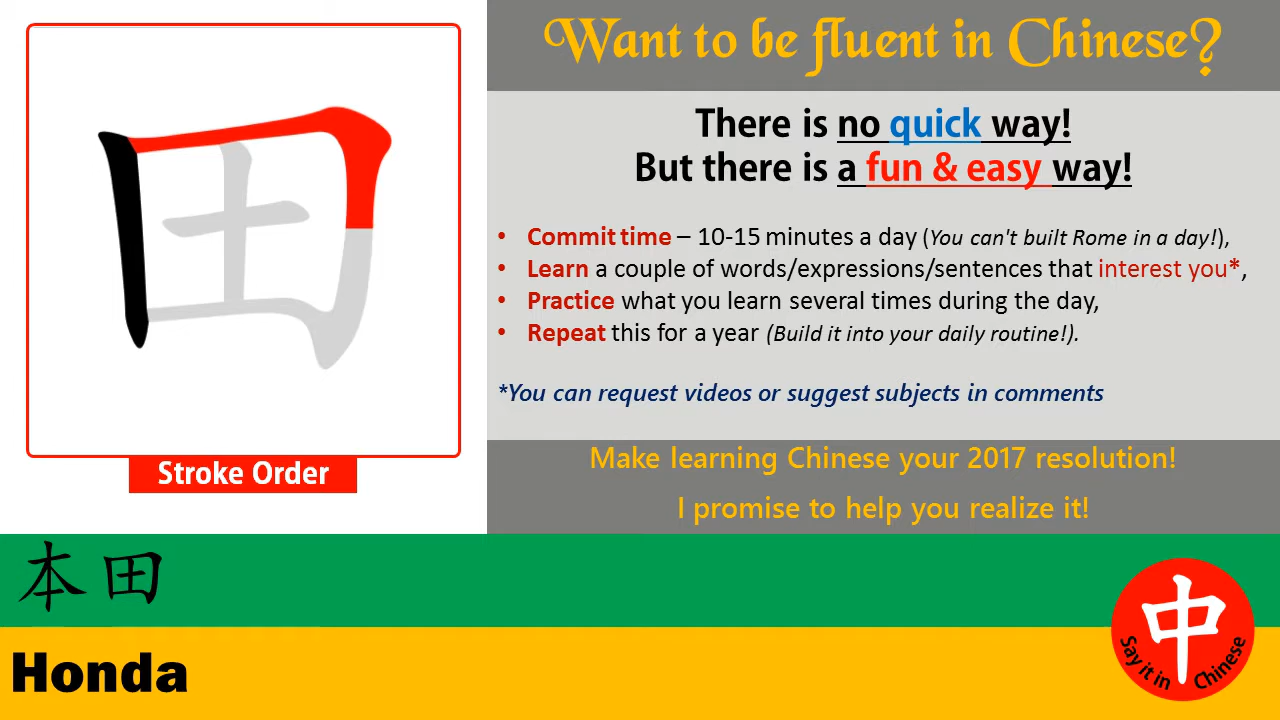 田
Stroke Order
Want to be fluent in Chinese?
There is no quick way!
But there is a fun & easy way!
• Commit time – 10-15 minutes a day (You can't built Rome in a day!),
• Learn a couple of words/expressions/sentences that interest you*,
• Practice what you learn several times during the day,
• Repeat this for a year (Build it into your daily routine!).
*You can request videos or suggest subjects in comments
Make learning Chinese your 2017 resolution!
I promise to help you realize it!
本田
Honda
中
Say it in Chinese